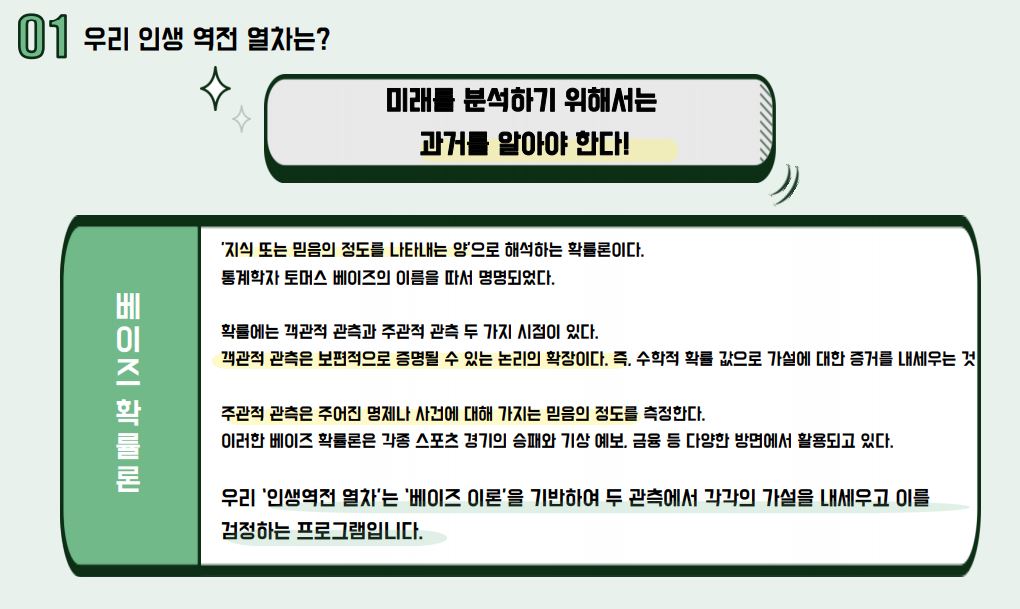 01 우리 인생 역전 열차는?
미래를 분석하기 위해서는
과거를 알아야 한다!
베이즈 확률론
'지식 또는 믿음의 정도를 나타내는 양'으로 해석하는 확률론이다.
통계학자 토머스 베이즈의 이름을 따서 명명되었다.
확률에는 객관적 관측과 주관적 관측 두 가지 시점이 있다.
객관적 관측은 보편적으로 증명될 수 있는 논리의 확장이다. 즉, 수학적 확률 값으로 가설에 대한 증거를 내세우는 것
주관적 관측은 주어진 명제나 사건에 대해 가지는 믿음의 정도를 측정한다.
이러한 베이즈 확률론은 각종 스포츠 경기의 승패와 기상 예보, 금융 등 다양한 방면에서 활용되고 있다.
우리 '인생역전 열차'는 '베이즈 이론'을 기반하여 두 관측에서 각각의 가설을 내세우고 이를
검정하는 프로그램입니다.